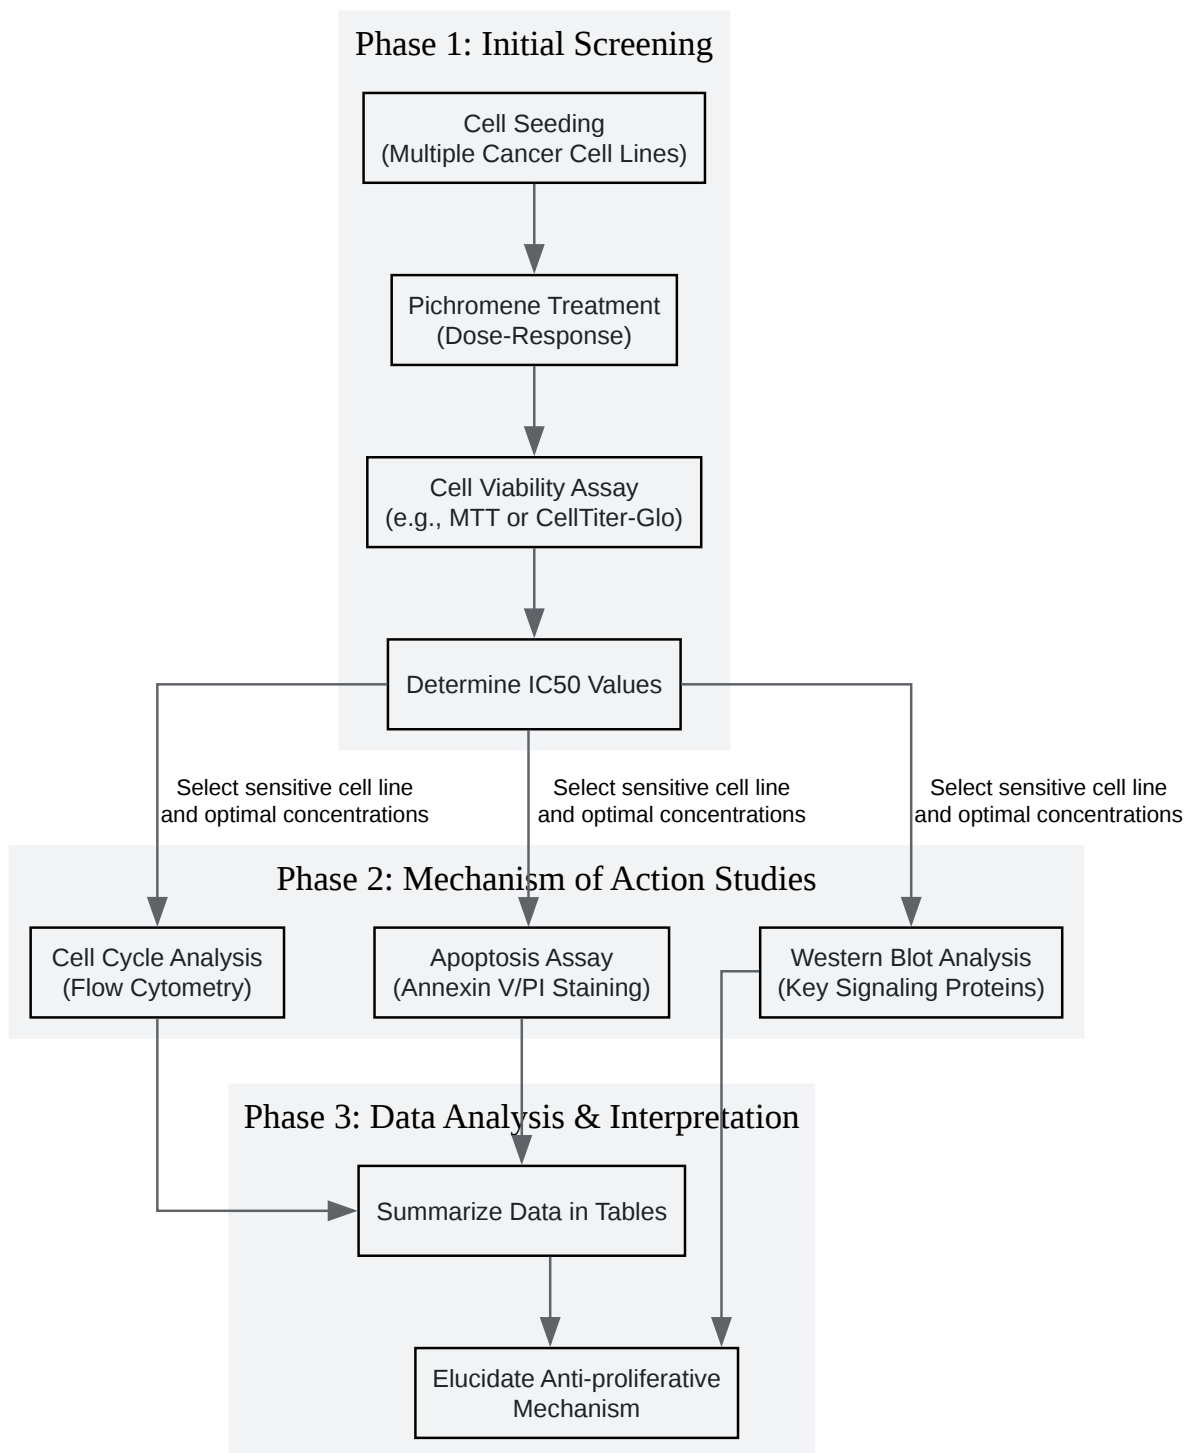 Phase 1: Initial Screening
Cell Seeding
(Multiple Cancer Cell Lines)
Pichromene Treatment
(Dose-Response)
Cell Viability Assay
(e.g., MTT or CellTiter-Glo)
Determine IC50 Values
Select sensitive cell line
and optimal concentrations
Select sensitive cell line
and optimal concentrations
Select sensitive cell line
and optimal concentrations
Phase 2: Mechanism of Action Studies
Cell Cycle Analysis
(Flow Cytometry)
Apoptosis Assay
(Annexin V/PI Staining)
Western Blot Analysis
(Key Signaling Proteins)
Phase 3: Data Analysis & Interpretation
Summarize Data in Tables
Elucidate Anti-proliferative
Mechanism